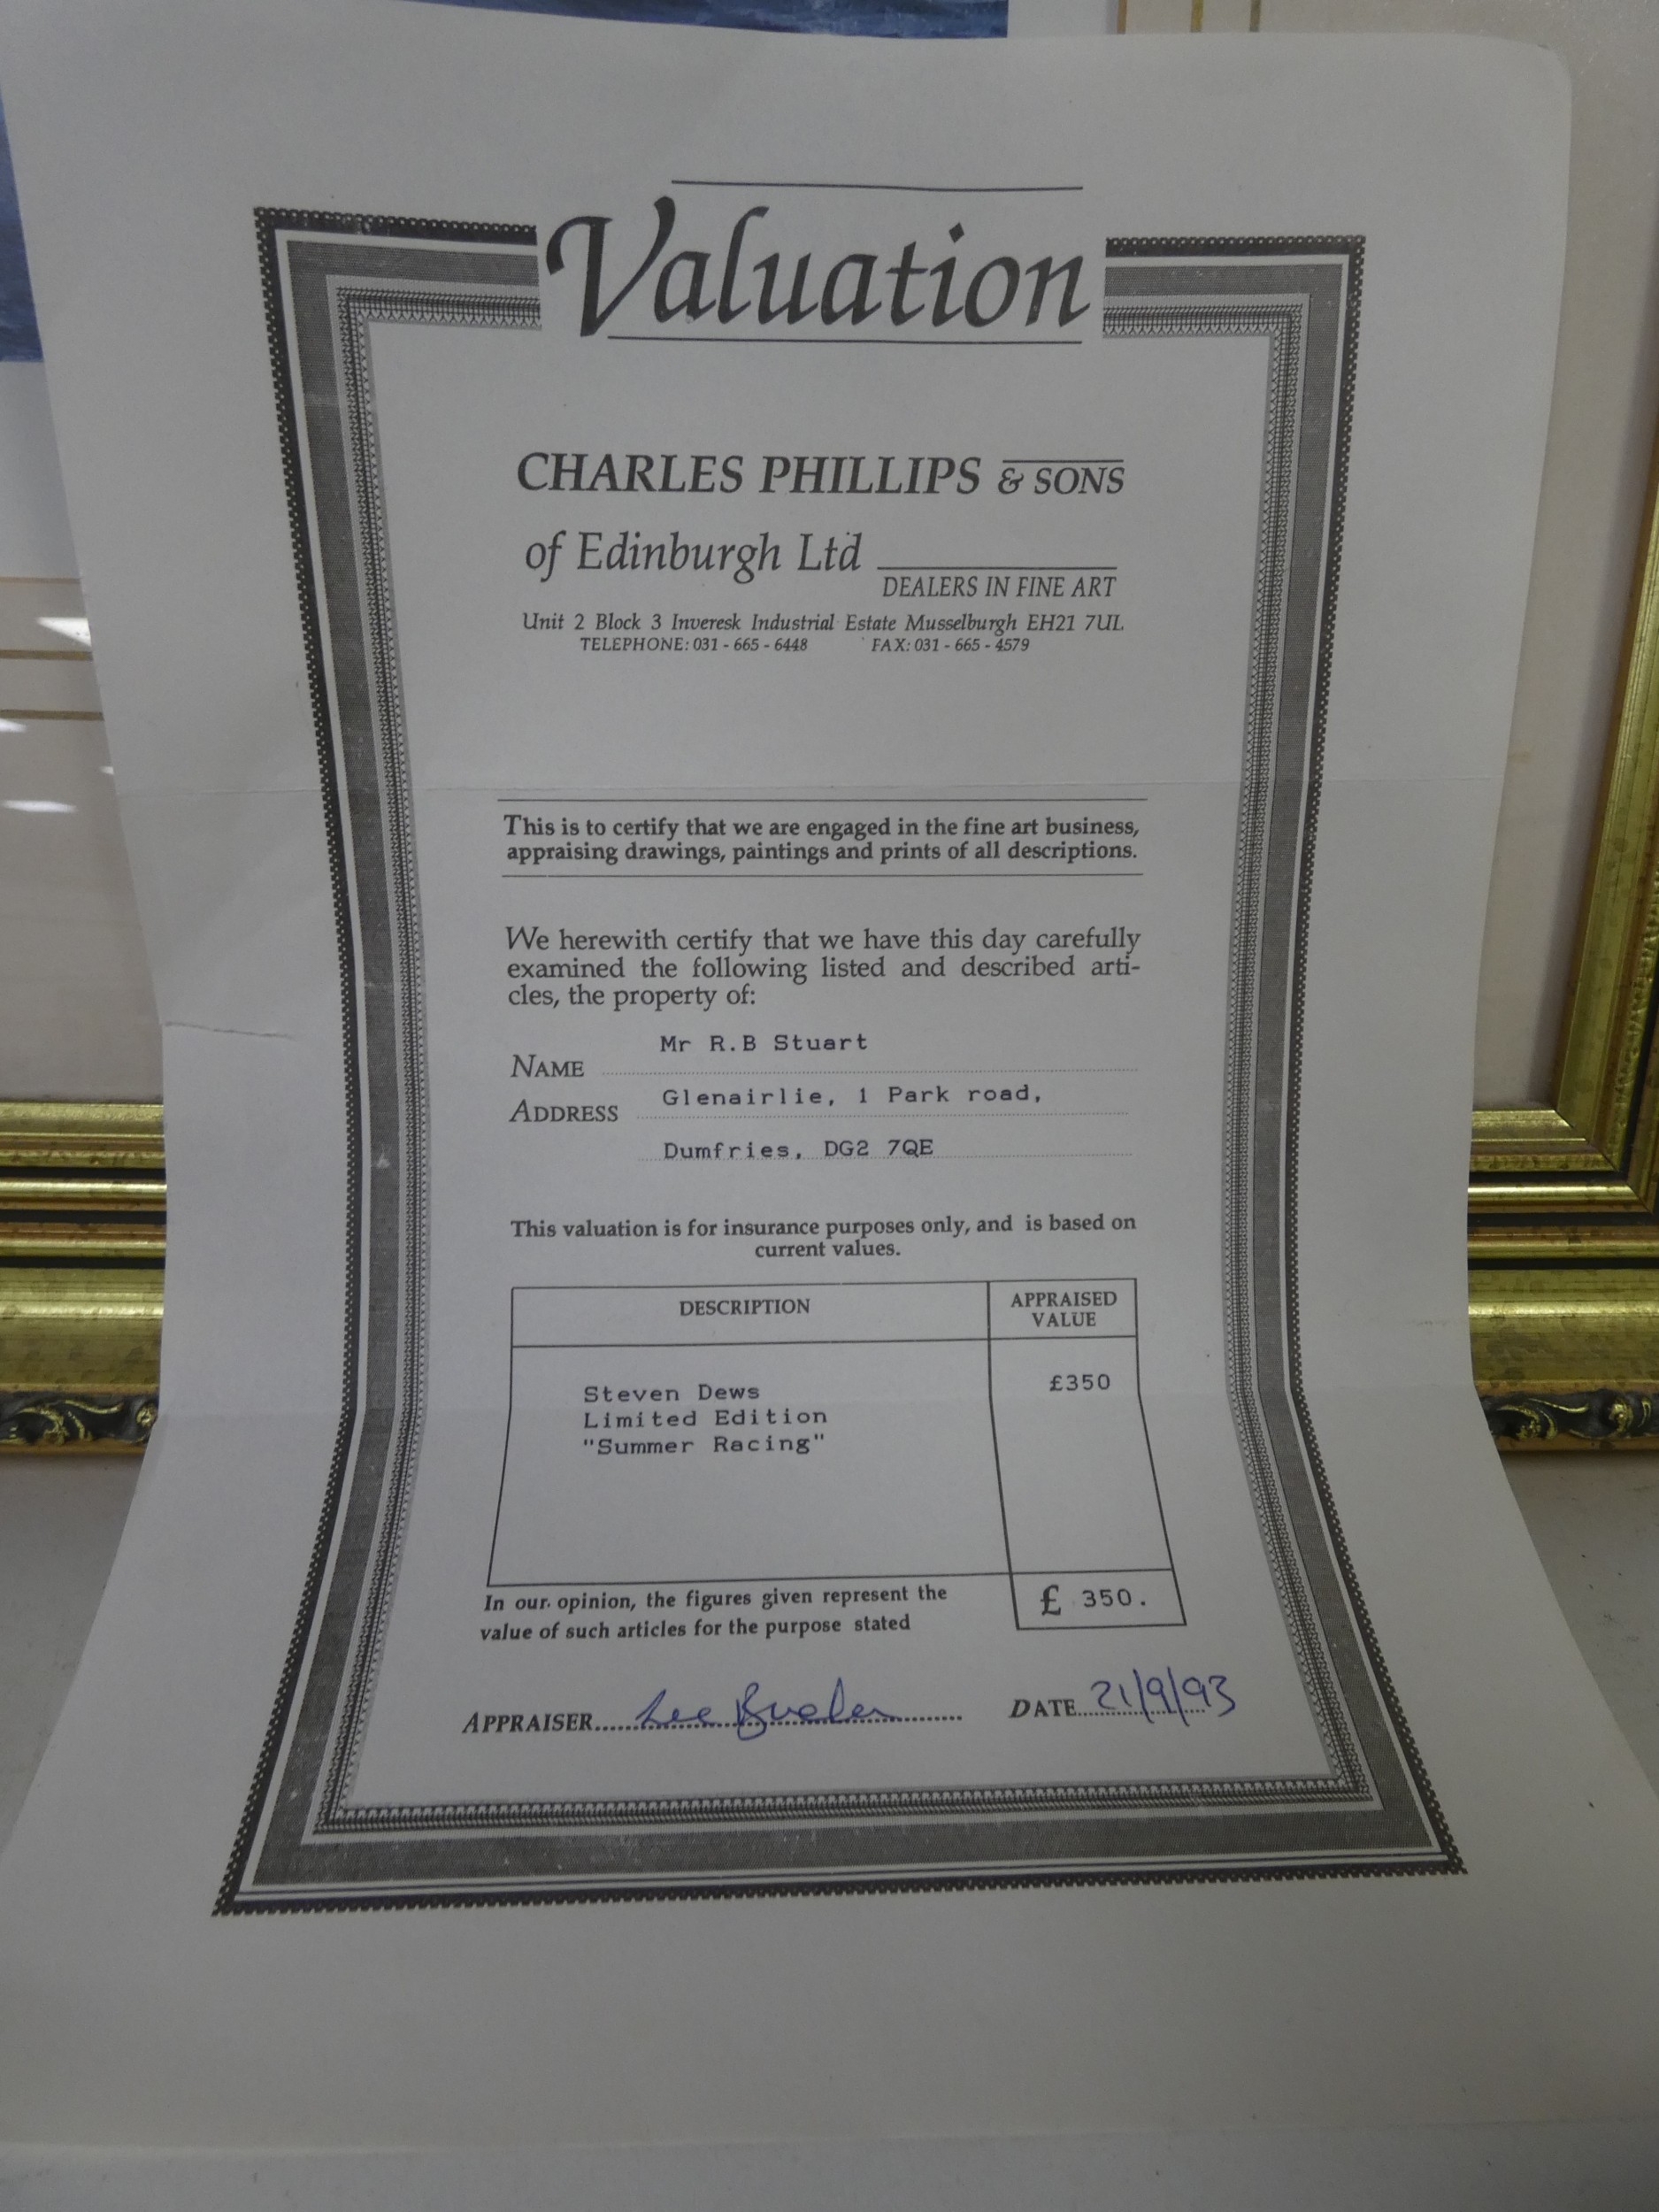 Valuation
CHARLES PHILLIPS & SONS
of Edinburgh Ltd
DEALERS IN FINE ART
Unit 2 Block 3 Inveresk Industrial Estate Musselburgh EH21 7UL
TELEPHONE: 031 - 665 - 6448 FAX: 031 - 665 - 4579
This is to certify that we are engaged in the fine art business,
appraising drawings, paintings and prints of all descriptions.
We herewith certify that we have this day carefully
examined the following listed and described arti-
cles, the property of:
NAME Mr R.B Stuart
ADDRESS Glenairlie, 1 Park road,
Dumfries, DG2 7QE
This valuation is for insurance purposes only, and is based on
current values.
DESCRIPTION
APPRAISED
VALUE
Steven Dews £350
Limited Edition
"Summer Racing"
In our opinion, the figures given represent the
value of such articles for the purpose stated
£ 350.
APPRAISER Lee DATE 21/9/93